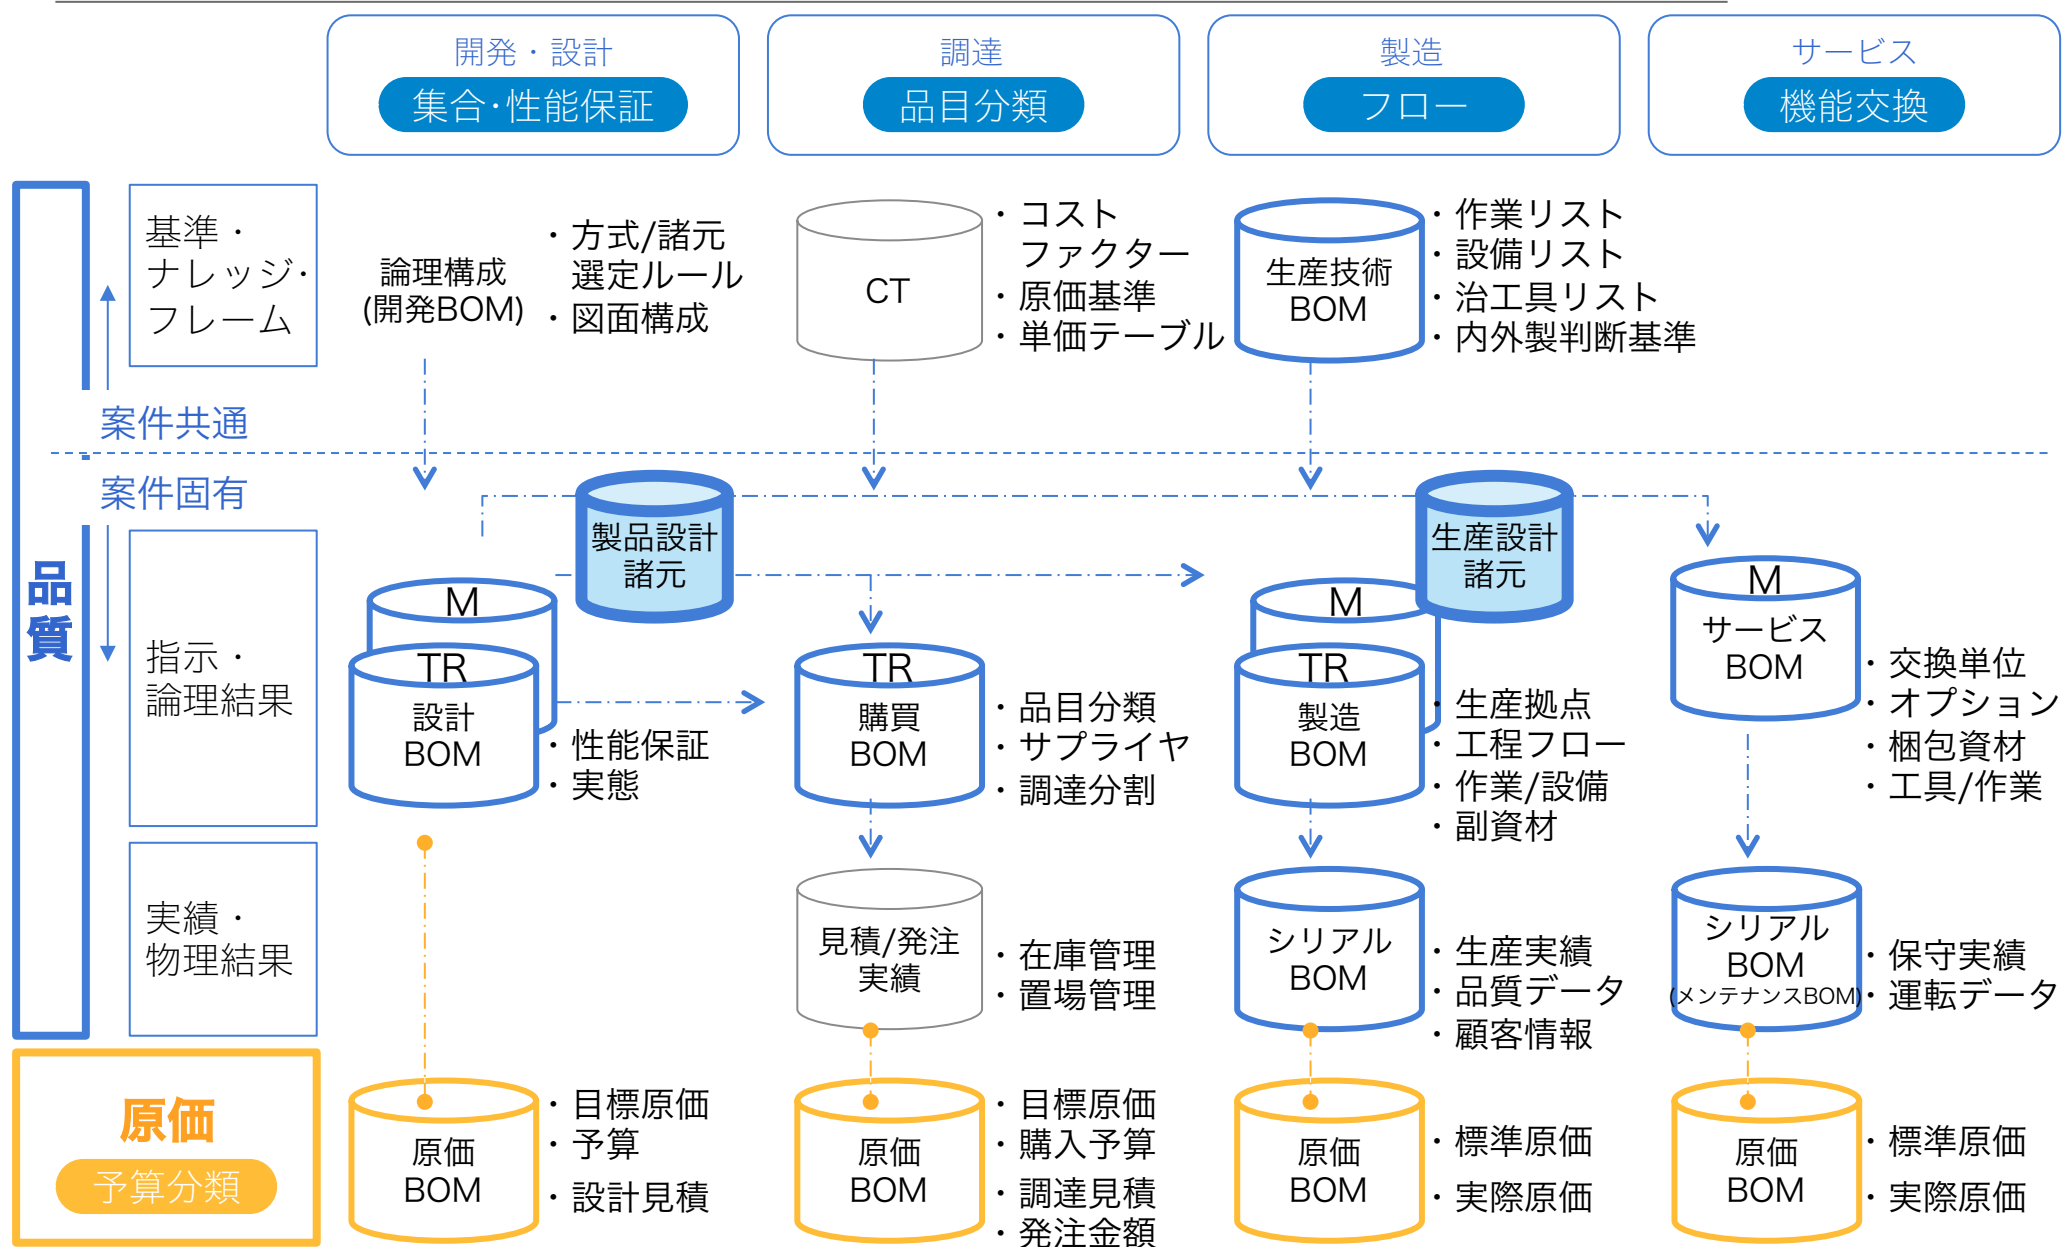 開発・設計
集合･性能保証
調達
品目分類
製造
フロー
サービス
機能交換
品
質
基準・
ナレッジ･
フレーム
論理構成
(開発BOM)
・方式/諸元
選定ルール
・図面構成
CT
・コスト
ファクター
・原価基準
・単価テーブル
生産技術
BOM
・作業リスト
・設備リスト
・治工具リスト
・内外製判断基準
案件共通
案件固有
指示・
論理結果
M
TR
設計
BOM
・性能保証
・実態
製品設計
諸元
TR
購買
BOM
・品目分類
・サプライヤ
・調達分割
M
TR
製造
BOM
生産設計
諸元
・生産拠点
・工程フロー
・作業/設備
・副資材
M
サービス
BOM
・交換単位
・オプション
・梱包資材
・工具/作業
実績・
物理結果
見積/発注
実績
・在庫管理
・置場管理
シリアル
BOM
・生産実績
・品質データ
・顧客情報
シリアル
BOM
(メンテナンスBOM)
・保守実績
・運転データ
原価
予算分類
原価
BOM
・目標原価
・予算
・設計見積
原価
BOM
・目標原価
・購入予算
・調達見積
・発注金額
原価
BOM
・標準原価
・実際原価
原価
BOM
・標準原価
・実際原価